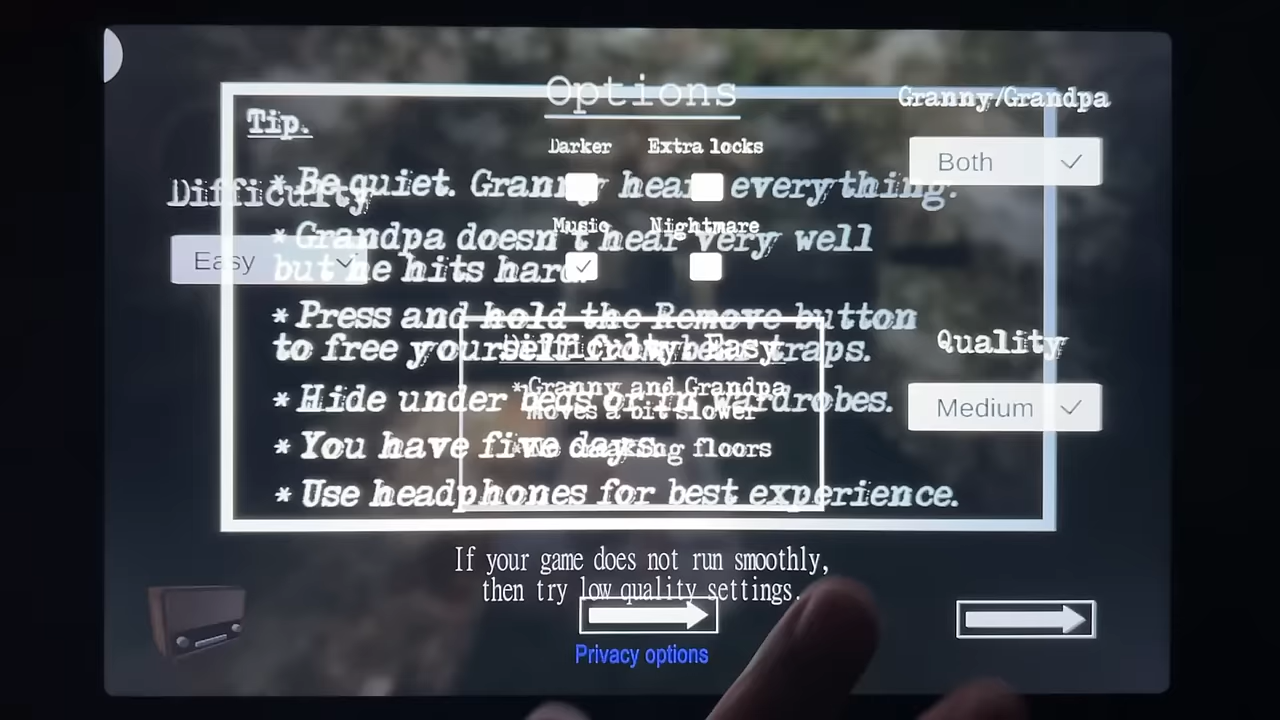 Options
Granny/Grandpa
Both
Darker
Extra locks
Music
Nightmare
Difficulty
Easy
Quality
Medium
Difficulty: Easy
*Granny and Grandpa
moves a bit slower
*No creaking floors
Tip.
* Be quiet. Granny hears everything.
* Grandpa doesn't hear very well
but he hits hard.
* Press and hold the Remove button
to free yourself from bear traps.
* Hide under beds or in wardrobes.
* You have five days.
* Use headphones for best experience.
If your game does not run smoothly,
then try low quality settings.
Privacy options